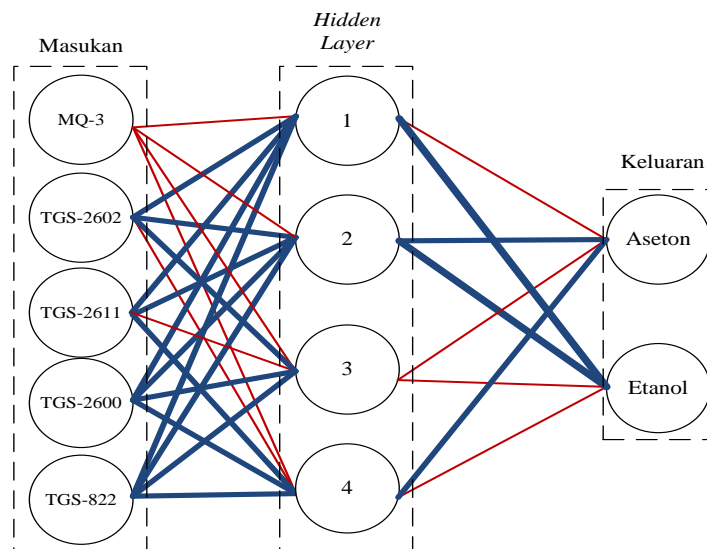 Masukan
MQ-3
TGS-2602
TGS-2611
TGS-2600
TGS-822
Hidden
Layer
1
2
3
4
Keluaran
Aseton
Etanol